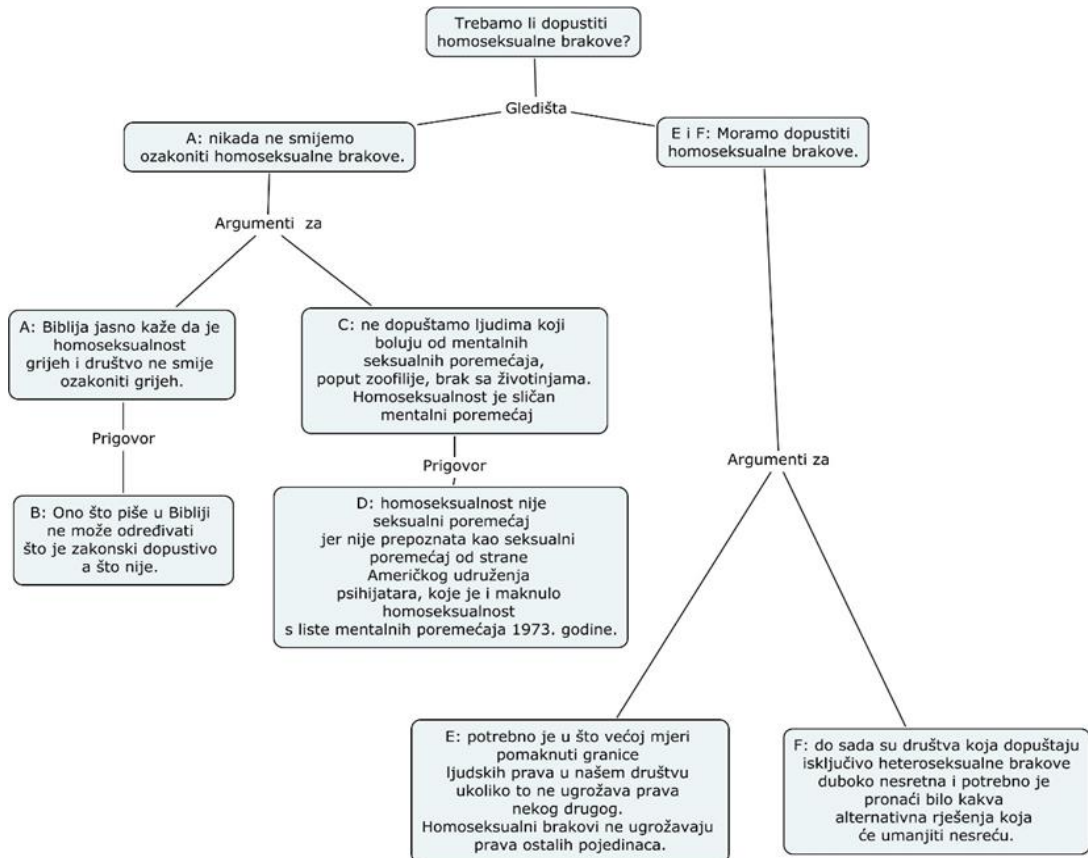 Trebamo li dopustiti
homoseksualne brakove?
Gledišta
A: nikada ne smijemo
ozakoniti homoseksualne brakove.
E i F: Moramo dopustiti
homoseksualne brakove.
Argumenti za
A: Biblija jasno kaže da je
homoseksualnost
grijeh i društvo ne smije
ozakoniti grijeh.
C: ne dopuštamo ljudima koji
boluju od mentalnih
seksualnih poremećaja,
poput zoofilije, brak sa životinjama.
Homoseksualnost je sličan
mentalni poremećaj
Prigovor
Prigovor
B: Ono što piše u Bibliji
ne može određivati
što je zakonski dopustivo
a što nije.
D: homoseksualnost nije
seksualni poremećaj
jer nije prepoznata kao seksualni
poremećaj od strane
Američkog udruženja
psihijatara, koje je i maknulo
homoseksualnost
s liste mentalnih poremećaja 1973. godine.
Argumenti za
E: potrebno je u što većoj mjeri
pomaknuti granice
ljudskih prava u našem društvu
ukoliko to ne ugrožava prava
nekog drugog.
Homoseksualni brakovi ne ugrožavaju
prava ostalih pojedinaca.
F: do sada su društva koja dopuštaju
isključivo heteroseksualne brakove
duboko nesretna i potrebno je
pronaći bilo kakva
alternativna rješenja koja
će umanjiti nesreću.